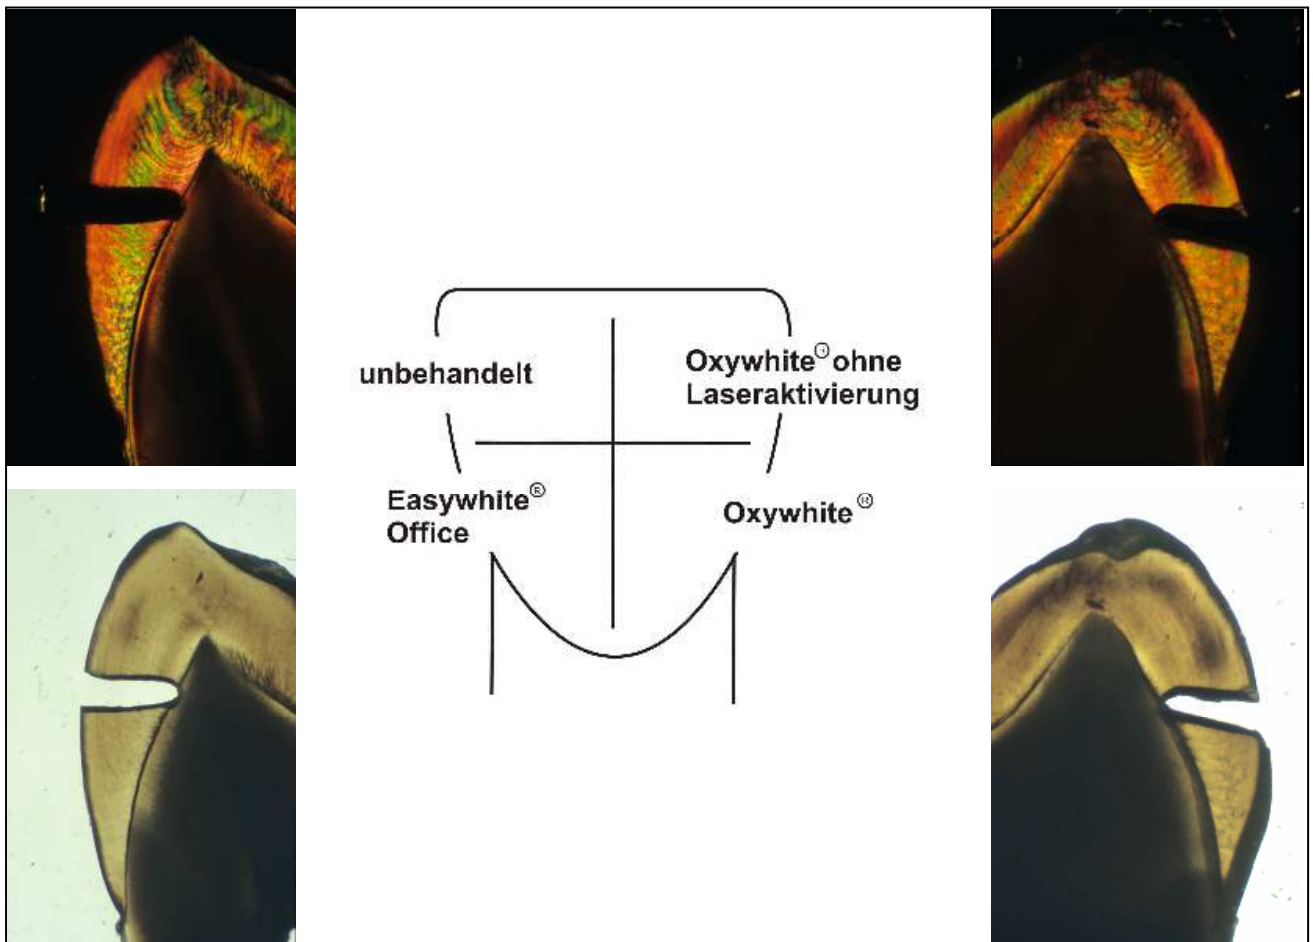 unbehandelt
Oxywhite® ohne
Laseraktivierung
Easywhite®
Office
Oxywhite®